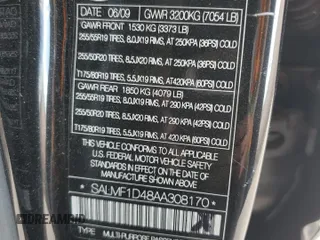 DATE 06/09 GVWR 3200KG (7054 LB)
GAWR FRONT 1530 KG (3373 LB)
255/55R19 TIRES, 8.0JX19 RIMS, AT 250KPA (36PSI) COLD
255/50R20 TIRES, 8.5JX20 RIMS, AT 250KPA (36PSI) COLD
T175/80R19 TIRES, 5.5JX19 RIMS, AT420KPA (60PSI) COLD
GAWR REAR 1850 KG (4079 LB)
255/55R19 TIRES, 8.0JX19 RIMS, AT 290 KPA (42PSI) COLD
255/50R20 TIRES, 8.5JX20 RIMS, AT 290 KPA (42PSI) COLD
T175/80R19 TIRES, 5.5JX19 RIMS, AT 420 KPA (60PSI) COLD
THIS VEHICLE CONFORMS TO ALL APPLICABLE
FEDERAL MOTOR VEHICLE SAFETY
STANDARDS IN EFFECT ON THE DATE OF
MANUFACTURE SHOWN ABOVE
SALMF1D48AA308170
TYPE MULTI-PURPOSE